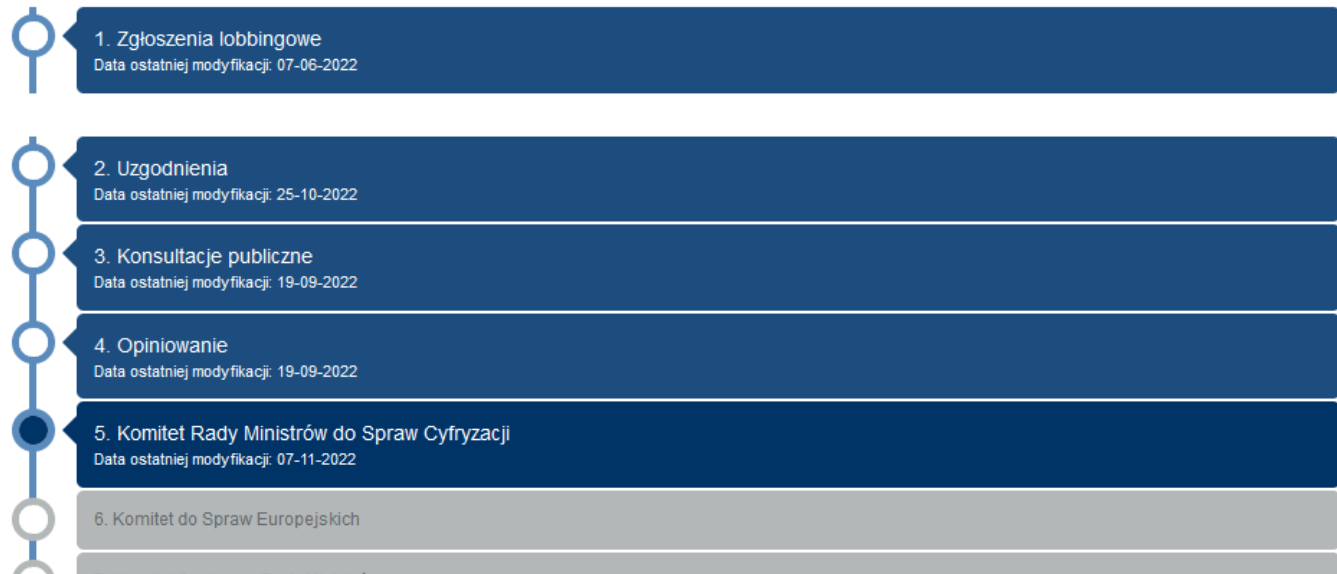 1. Zgłoszenia lobbingowe
Data ostatniej modyfikacji: 07-06-2022
2. Uzgodnienia
Data ostatniej modyfikacji: 25-10-2022
3. Konsultacje publiczne
Data ostatniej modyfikacji: 19-09-2022
4. Opiniowanie
Data ostatniej modyfikacji: 19-09-2022
5. Komitet Rady Ministrów do Spraw Cyfryzacji
Data ostatniej modyfikacji: 07-11-2022
6. Komitet do Spraw Europejskich